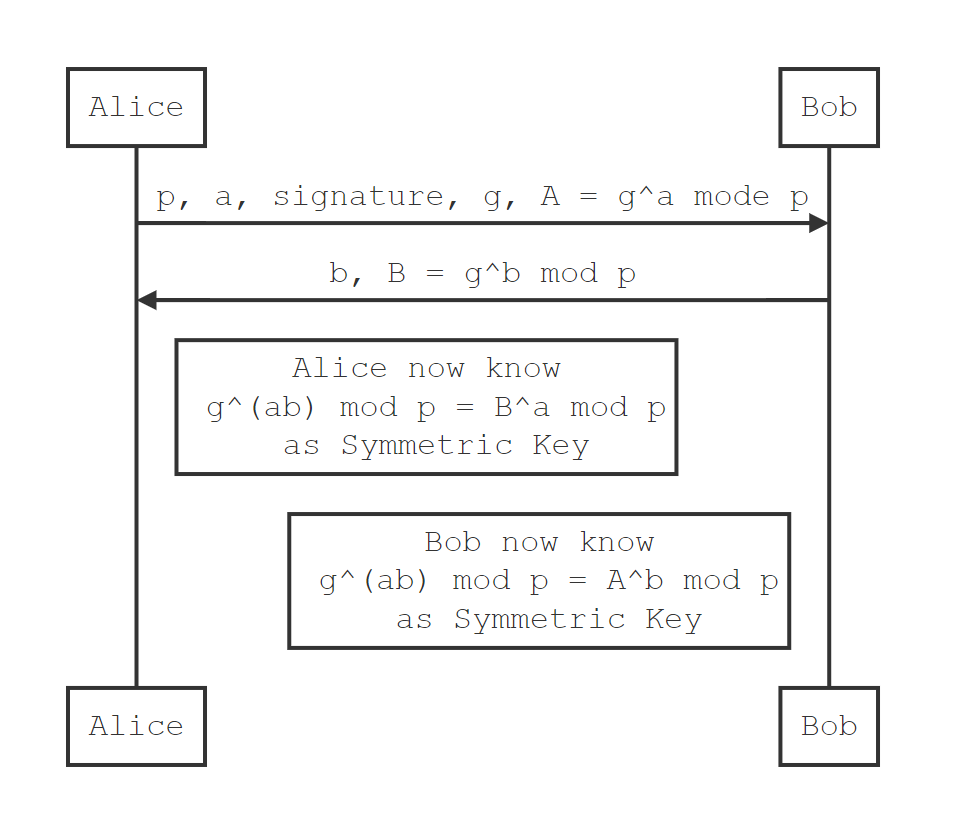 Alice
Bob
p, a, signature, g, A = g^a mode p
b, B = g^b mod p
Alice now know
g^(ab) mod p = B^a mod p
as Symmetric Key
Bob now know
g^(ab) mod p = A^b mod p
as Symmetric Key
Alice
Bob